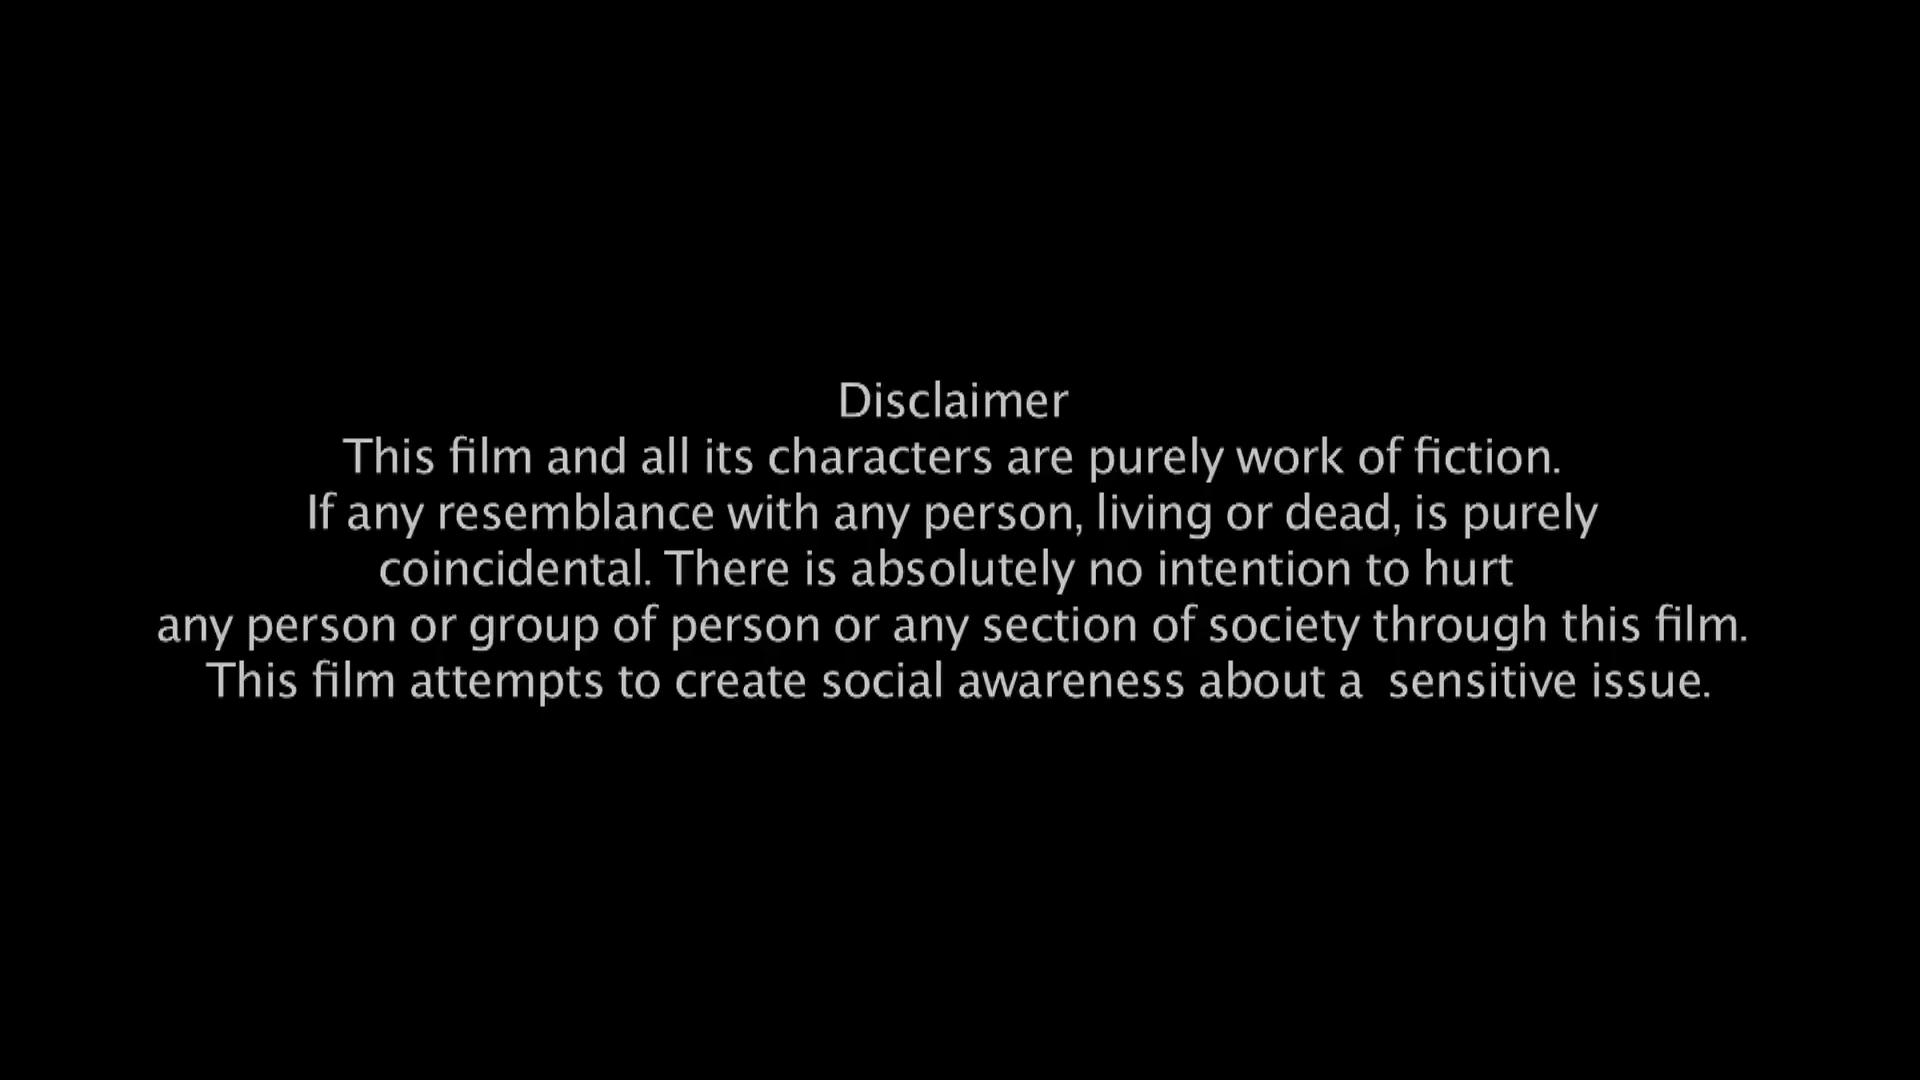 Disclaimer
This film and all its characters are purely work of fiction.
If any resemblance with any person, living or dead, is purely
coincidental. There is absolutely no intention to hurt
any person or group of person or any section of society through this film.
This film attempts to create social awareness about a  sensitive issue.